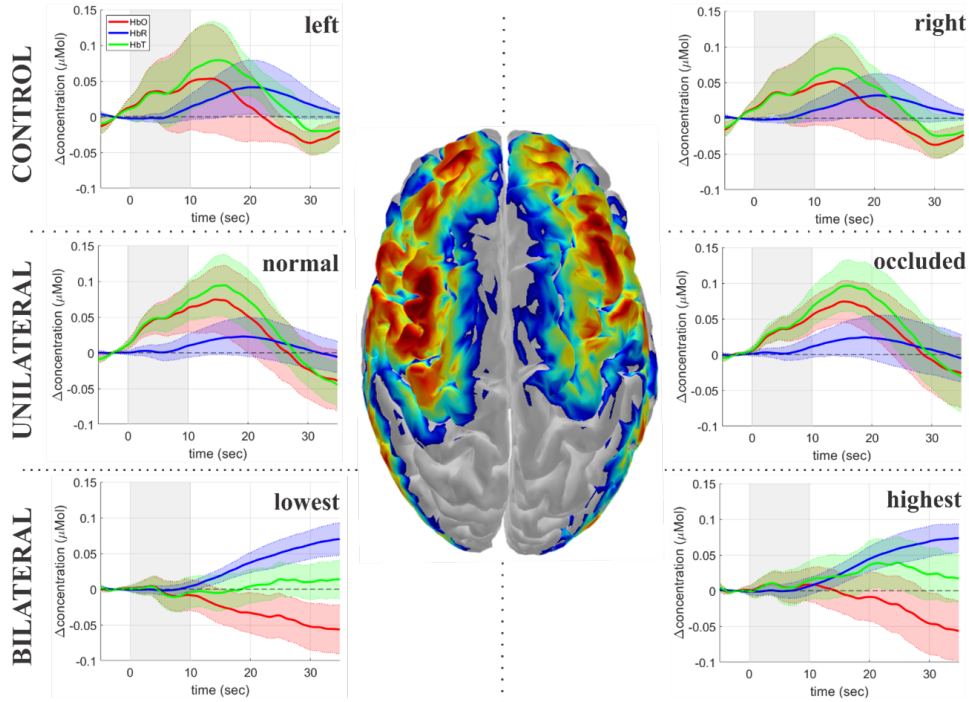 CONTROL
left
HbO
HbR
HbT
0.15
0.1
0.05
0
-0.05
-0.1
Δconcentration (μMol)
0 10 20 30
time (sec)
right
0.15
0.1
0.05
0
-0.05
-0.1
Δconcentration (μMol)
0 10 20 30
time (sec)
UNILATERAL
normal
0.15
0.1
0.05
0
-0.05
-0.1
Δconcentration (μMol)
0 10 20 30
time (sec)
occluded
0.15
0.1
0.05
0
-0.05
-0.1
Δconcentration (μMol)
0 10 20 30
time (sec)
BILATERAL
lowest
0.15
0.1
0.05
0
-0.05
-0.1
Δconcentration (μMol)
0 10 20 30
time (sec)
highest
0.15
0.1
0.05
0
-0.05
-0.1
Δconcentration (μMol)
0 10 20 30
time (sec)